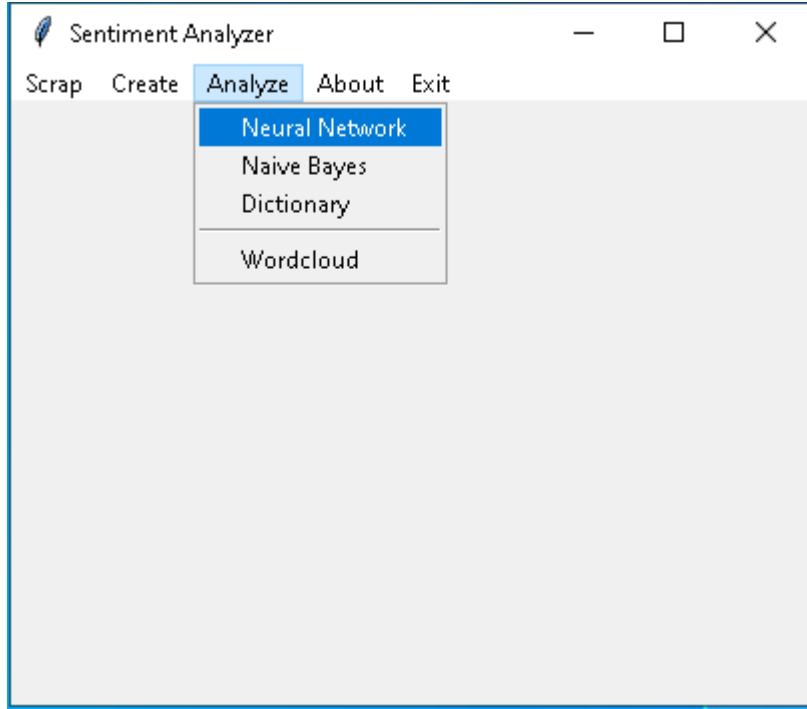 Sentiment Analyzer
Scrap Create Analyze About Exit
Neural Network
Naive Bayes
Dictionary
Wordcloud